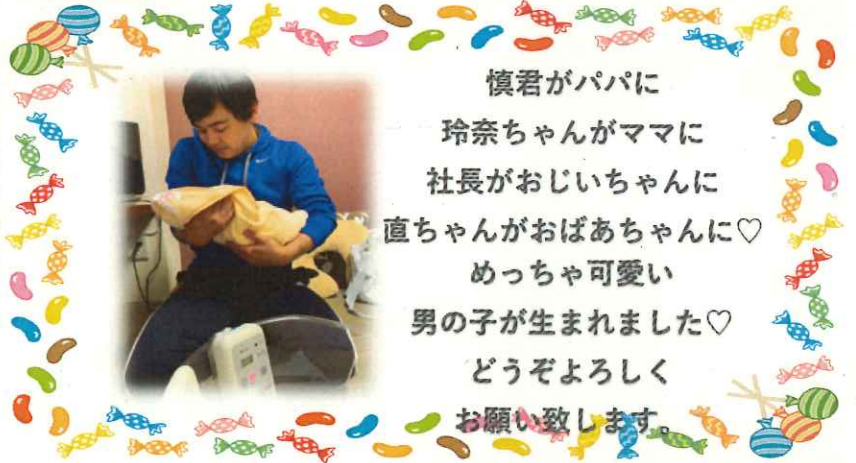 慎君がパパに
玲奈ちゃんがママに
社長がおじいちゃんに
直ちゃんがおばあちゃんに♡
めっちゃ可愛い
男の子が生まれました♡
どうぞよろしく
お願い致します。